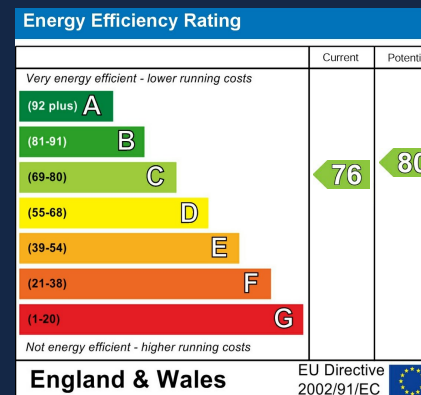 Energy Efficiency Rating
Current Potenti
Very energy efficient - lower running costs
(92 plus) A
(81-91) B
(69-80) C 76 80
(55-68) D
(39-54) E
(21-38) F
(1-20) G
Not energy efficient - higher running costs
England & Wales EU Directive
2002/91/EC